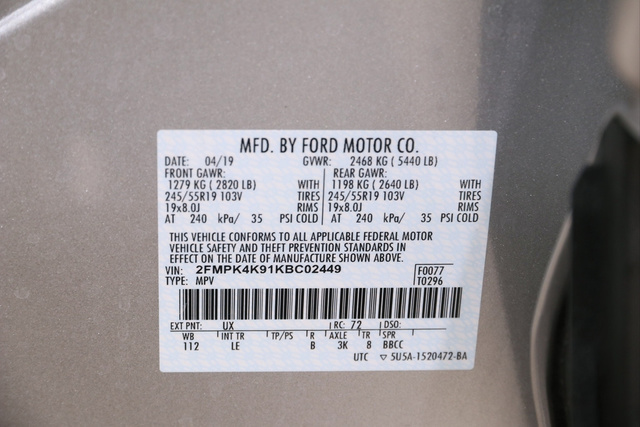 MFD. BY FORD MOTOR CO.
DATE: 04/19 GVWR: 2468 KG ( 5440 LB)
FRONT GAWR: REAR GAWR:
1279 KG ( 2820 LB) WITH 1198 KG ( 2640 LB) WITH
245/55R19 103V TIRES 245/55R19 103V TIRES
19x8.0J RIMS 19x8.0J RIMS
AT 240 kPa/ 35 PSI COLD AT 240 kPa/ 35 PSI COLD
THIS VEHICLE CONFORMS TO ALL APPLICABLE FEDERAL MOTOR
VEHICLE SAFETY AND THEFT PREVENTION STANDARDS IN
EFFECT ON THE DATE OF MANUFACTURE SHOWN ABOVE.
VIN: 2FMPK4K91KBC02449 F0077
TYPE: MPV T0296
EXT PNT: UX RC: 72 DSO:
WB INT TR TP/PS R AXLE TR SPR
112 LE B 3K 8 BBCC
UTC ▽ 5U5A-1520472-BA